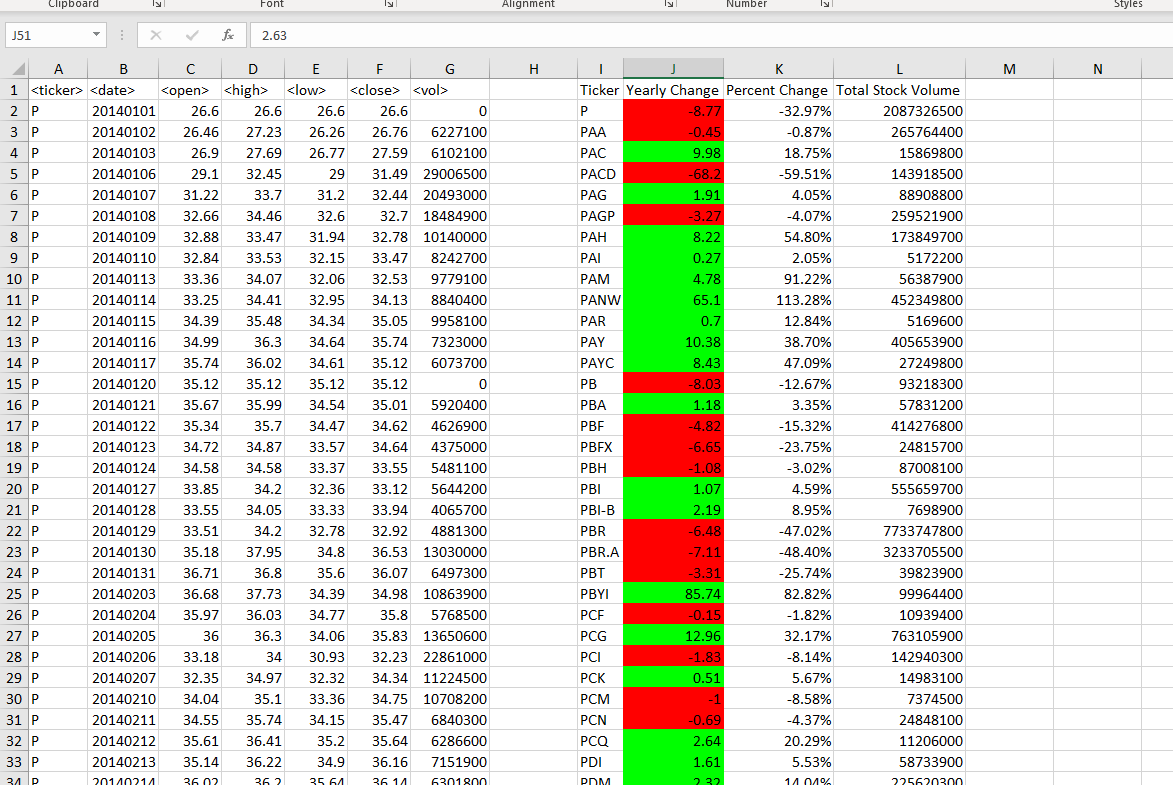 Clipboard Font Alignment Number Styles
J51 fx 2.63
A B C D E F G H I J K L M N
1 <ticker> <date> <open> <high> <low> <close> <vol> Ticker Yearly Change Percent Change Total Stock Volume
2 P 20140101 26.6 26.6 26.6 26.6 0 P -8.77 -32.97% 2087326500
3 P 20140102 26.46 27.23 26.26 26.76 6227100 PAA -0.45 -0.87% 265764400
4 P 20140103 26.9 27.69 26.77 27.59 6102100 PAC 9.98 18.75% 15869800
5 P 20140106 29.1 32.45 29 31.49 29006500 PACD -68.2 -59.51% 143918500
6 P 20140107 31.22 33.7 31.2 32.44 20493000 PAG 1.91 4.05% 88908800
7 P 20140108 32.66 34.46 32.6 32.7 18484900 PAGP -3.27 -4.07% 259521900
8 P 20140109 32.88 33.47 31.94 32.78 10140000 PAH 8.22 54.80% 173849700
9 P 20140110 32.84 33.53 32.15 33.47 8242700 PAI 0.27 2.05% 5172200
10 P 20140113 33.36 34.07 32.06 32.53 9779100 PAM 4.78 91.22% 56387900
11 P 20140114 33.25 34.41 32.95 34.13 8840400 PANW 65.1 113.28% 452349800
12 P 20140115 34.39 35.48 34.34 35.05 9958100 PAR 0.7 12.84% 5169600
13 P 20140116 34.99 36.3 34.64 35.74 7323000 PAY 10.38 38.70% 405653900
14 P 20140117 35.74 36.02 34.61 35.12 6073700 PAYC 8.43 47.09% 27249800
15 P 20140120 35.12 35.12 35.12 35.12 0 PB -8.03 -12.67% 93218300
16 P 20140121 35.67 35.99 34.54 35.01 5920400 PBA 1.18 3.35% 57831200
17 P 20140122 35.34 35.7 34.47 34.62 4626900 PBF -4.82 -15.32% 414276800
18 P 20140123 34.72 34.87 33.57 34.64 4375000 PBFX -6.65 -23.75% 24815700
19 P 20140124 34.58 34.58 33.37 33.55 5481100 PBH -1.08 -3.02% 87008100
20 P 20140127 33.85 34.2 32.36 33.12 5644200 PBI 1.07 4.59% 555659700
21 P 20140128 33.55 34.05 33.33 33.94 4065700 PBI-B 2.19 8.95% 7698900
22 P 20140129 33.51 34.2 32.78 32.92 4881300 PBR -6.48 -47.02% 7733747800
23 P 20140130 35.18 37.95 34.8 36.53 13030000 PBR.A -7.11 -48.40% 3233705500
24 P 20140131 36.71 36.8 35.6 36.07 6497300 PBT -3.31 -25.74% 39823900
25 P 20140203 36.68 37.73 34.39 34.98 10863900 PBYI 85.74 82.82% 99964400
26 P 20140204 35.97 36.03 34.77 35.8 5768500 PCF -0.15 -1.82% 10939400
27 P 20140205 36 36.3 34.06 35.83 13650600 PCG 12.96 32.17% 763105900
28 P 20140206 33.18 34 30.93 32.23 22861000 PCI -1.83 -8.14% 142940300
29 P 20140207 32.35 34.97 32.32 34.34 11224500 PCK 0.51 5.67% 14983100
30 P 20140210 34.04 35.1 33.36 34.75 10708200 PCM -1 -8.58% 7374500
31 P 20140211 34.55 35.74 34.15 35.47 6840300 PCN -0.69 -4.37% 24848100
32 P 20140212 35.61 36.41 35.2 35.64 6286600 PCQ 2.64 20.29% 11206000
33 P 20140213 35.14 36.22 34.9 36.16 7151900 PDI 1.61 5.53% 58733900
34 P 20140214 36.02 36.2 35.64 36.14 6301800 PDM 2.32 14.04% 225620300